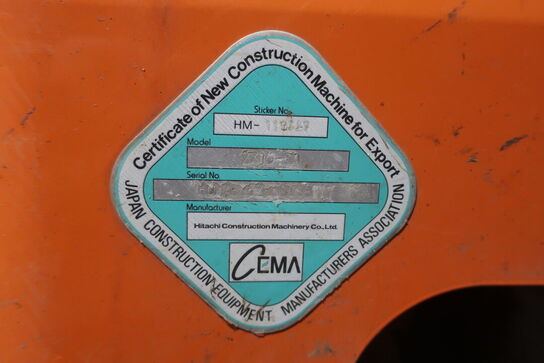 Certificate of New Construction Machine for Export
Sticker No.
HM-
Model
Serial No.
Manufacturer
Hitachi Construction Machinery Co., Ltd.
CEMA
JAPAN CONSTRUCTION EQUIPMENT MANUFACTURERS ASSOCIATION